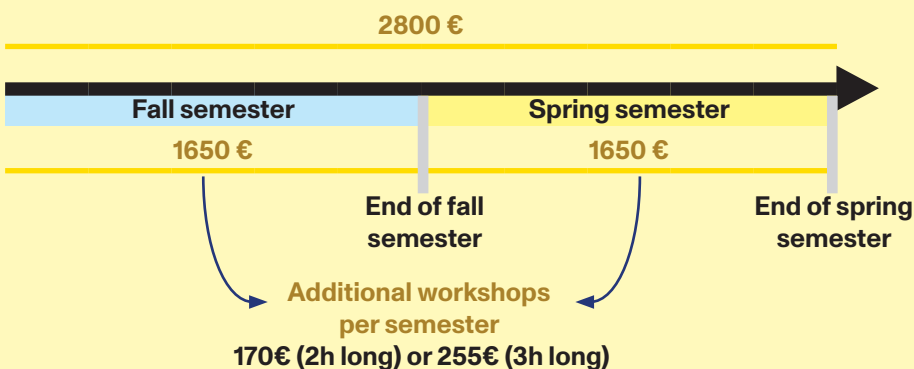 2800 €
Fall semester
Spring semester
1650 €
1650 €
End of fall
semester
End of spring
semester
Additional workshops
per semester
170€ (2h long) or 255€ (3h long)